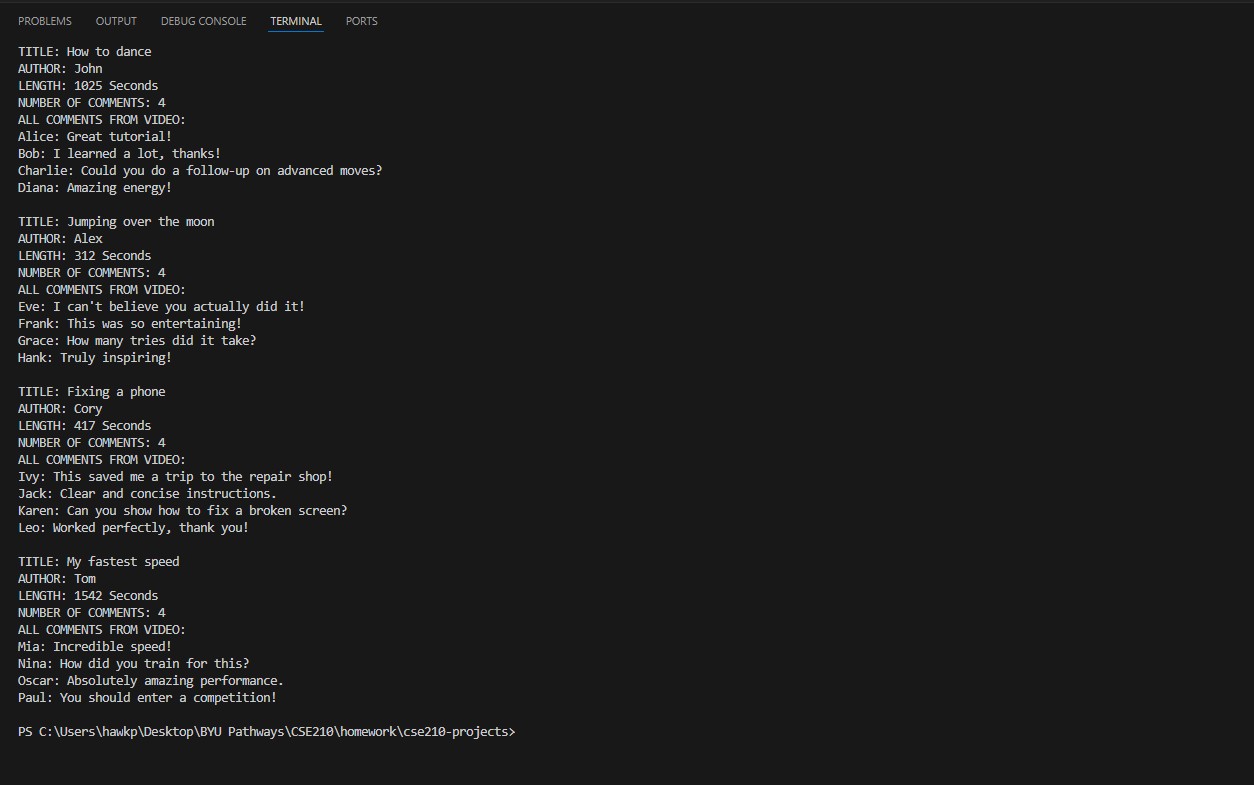 PROBLEMS OUTPUT DEBUG CONSOLE TERMINAL PORTS
TITLE: How to dance
AUTHOR: John
LENGTH: 1025 Seconds
NUMBER OF COMMENTS: 4
ALL COMMENTS FROM VIDEO:
Alice: Great tutorial!
Bob: I learned a lot, thanks!
Charlie: Could you do a follow-up on advanced moves?
Diana: Amazing energy!

TITLE: Jumping over the moon
AUTHOR: Alex
LENGTH: 312 Seconds
NUMBER OF COMMENTS: 4
ALL COMMENTS FROM VIDEO:
Eve: I can't believe you actually did it!
Frank: This was so entertaining!
Grace: How many tries did it take?
Hank: Truly inspiring!

TITLE: Fixing a phone
AUTHOR: Cory
LENGTH: 417 Seconds
NUMBER OF COMMENTS: 4
ALL COMMENTS FROM VIDEO:
Ivy: This saved me a trip to the repair shop!
Jack: Clear and concise instructions.
Karen: Can you show how to fix a broken screen?
Leo: Worked perfectly, thank you!

TITLE: My fastest speed
AUTHOR: Tom
LENGTH: 1542 Seconds
NUMBER OF COMMENTS: 4
ALL COMMENTS FROM VIDEO:
Mia: Incredible speed!
Nina: How did you train for this?
Oscar: Absolutely amazing performance.
Paul: You should enter a competition!

PS C:\Users\hawkp\Desktop\BYU Pathways\CSE210\homework\cse210-projects>